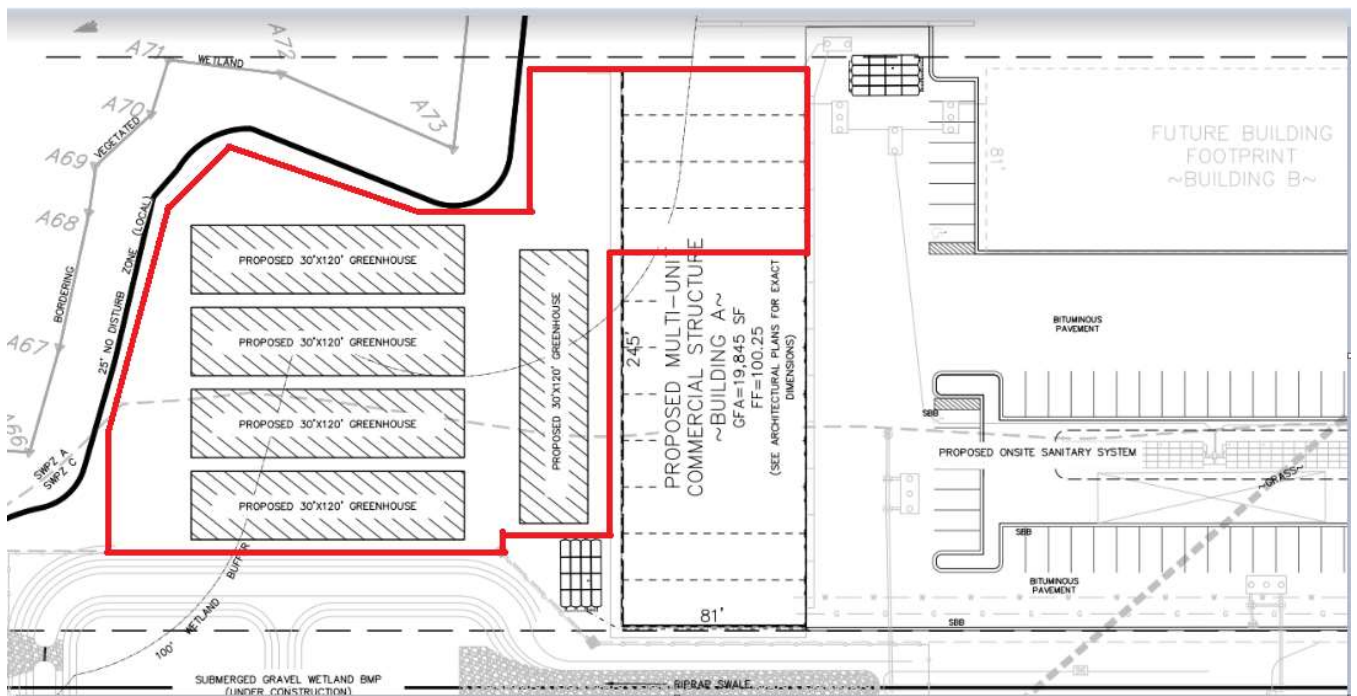 A71
A72
WETLAND
A70
A73
VEGETATED
A69
A68
BORDERING
A67
A66
25' NO DISTURB ZONE (LOCAL)
SWPZ A
SWPZ C
PROPOSED 30'X120' GREENHOUSE
PROPOSED 30'X120' GREENHOUSE
PROPOSED 30'X120' GREENHOUSE
PROPOSED 30'X120' GREENHOUSE
PROPOSED 30'X120' GREENHOUSE
100' WETLAND BUFFER
245'
PROPOSED MULTI-UNIT
COMMERCIAL STRUCTURE
~BUILDING A~
GFA=19,845 SF
FF=100.25
(SEE ARCHITECTURAL PLANS FOR EXACT
DIMENSIONS)
81'
81'
FUTURE BUILDING
FOOTPRINT
~BUILDING B~
BITUMINOUS
PAVEMENT
SBB
PROPOSED ONSITE SANITARY SYSTEM
~GRASS~
SBB
BITUMINOUS
PAVEMENT
SBB
SUBMERGED GRAVEL WETLAND BMP
(UNDER CONSTRUCTION)
RIPRAP SWALE